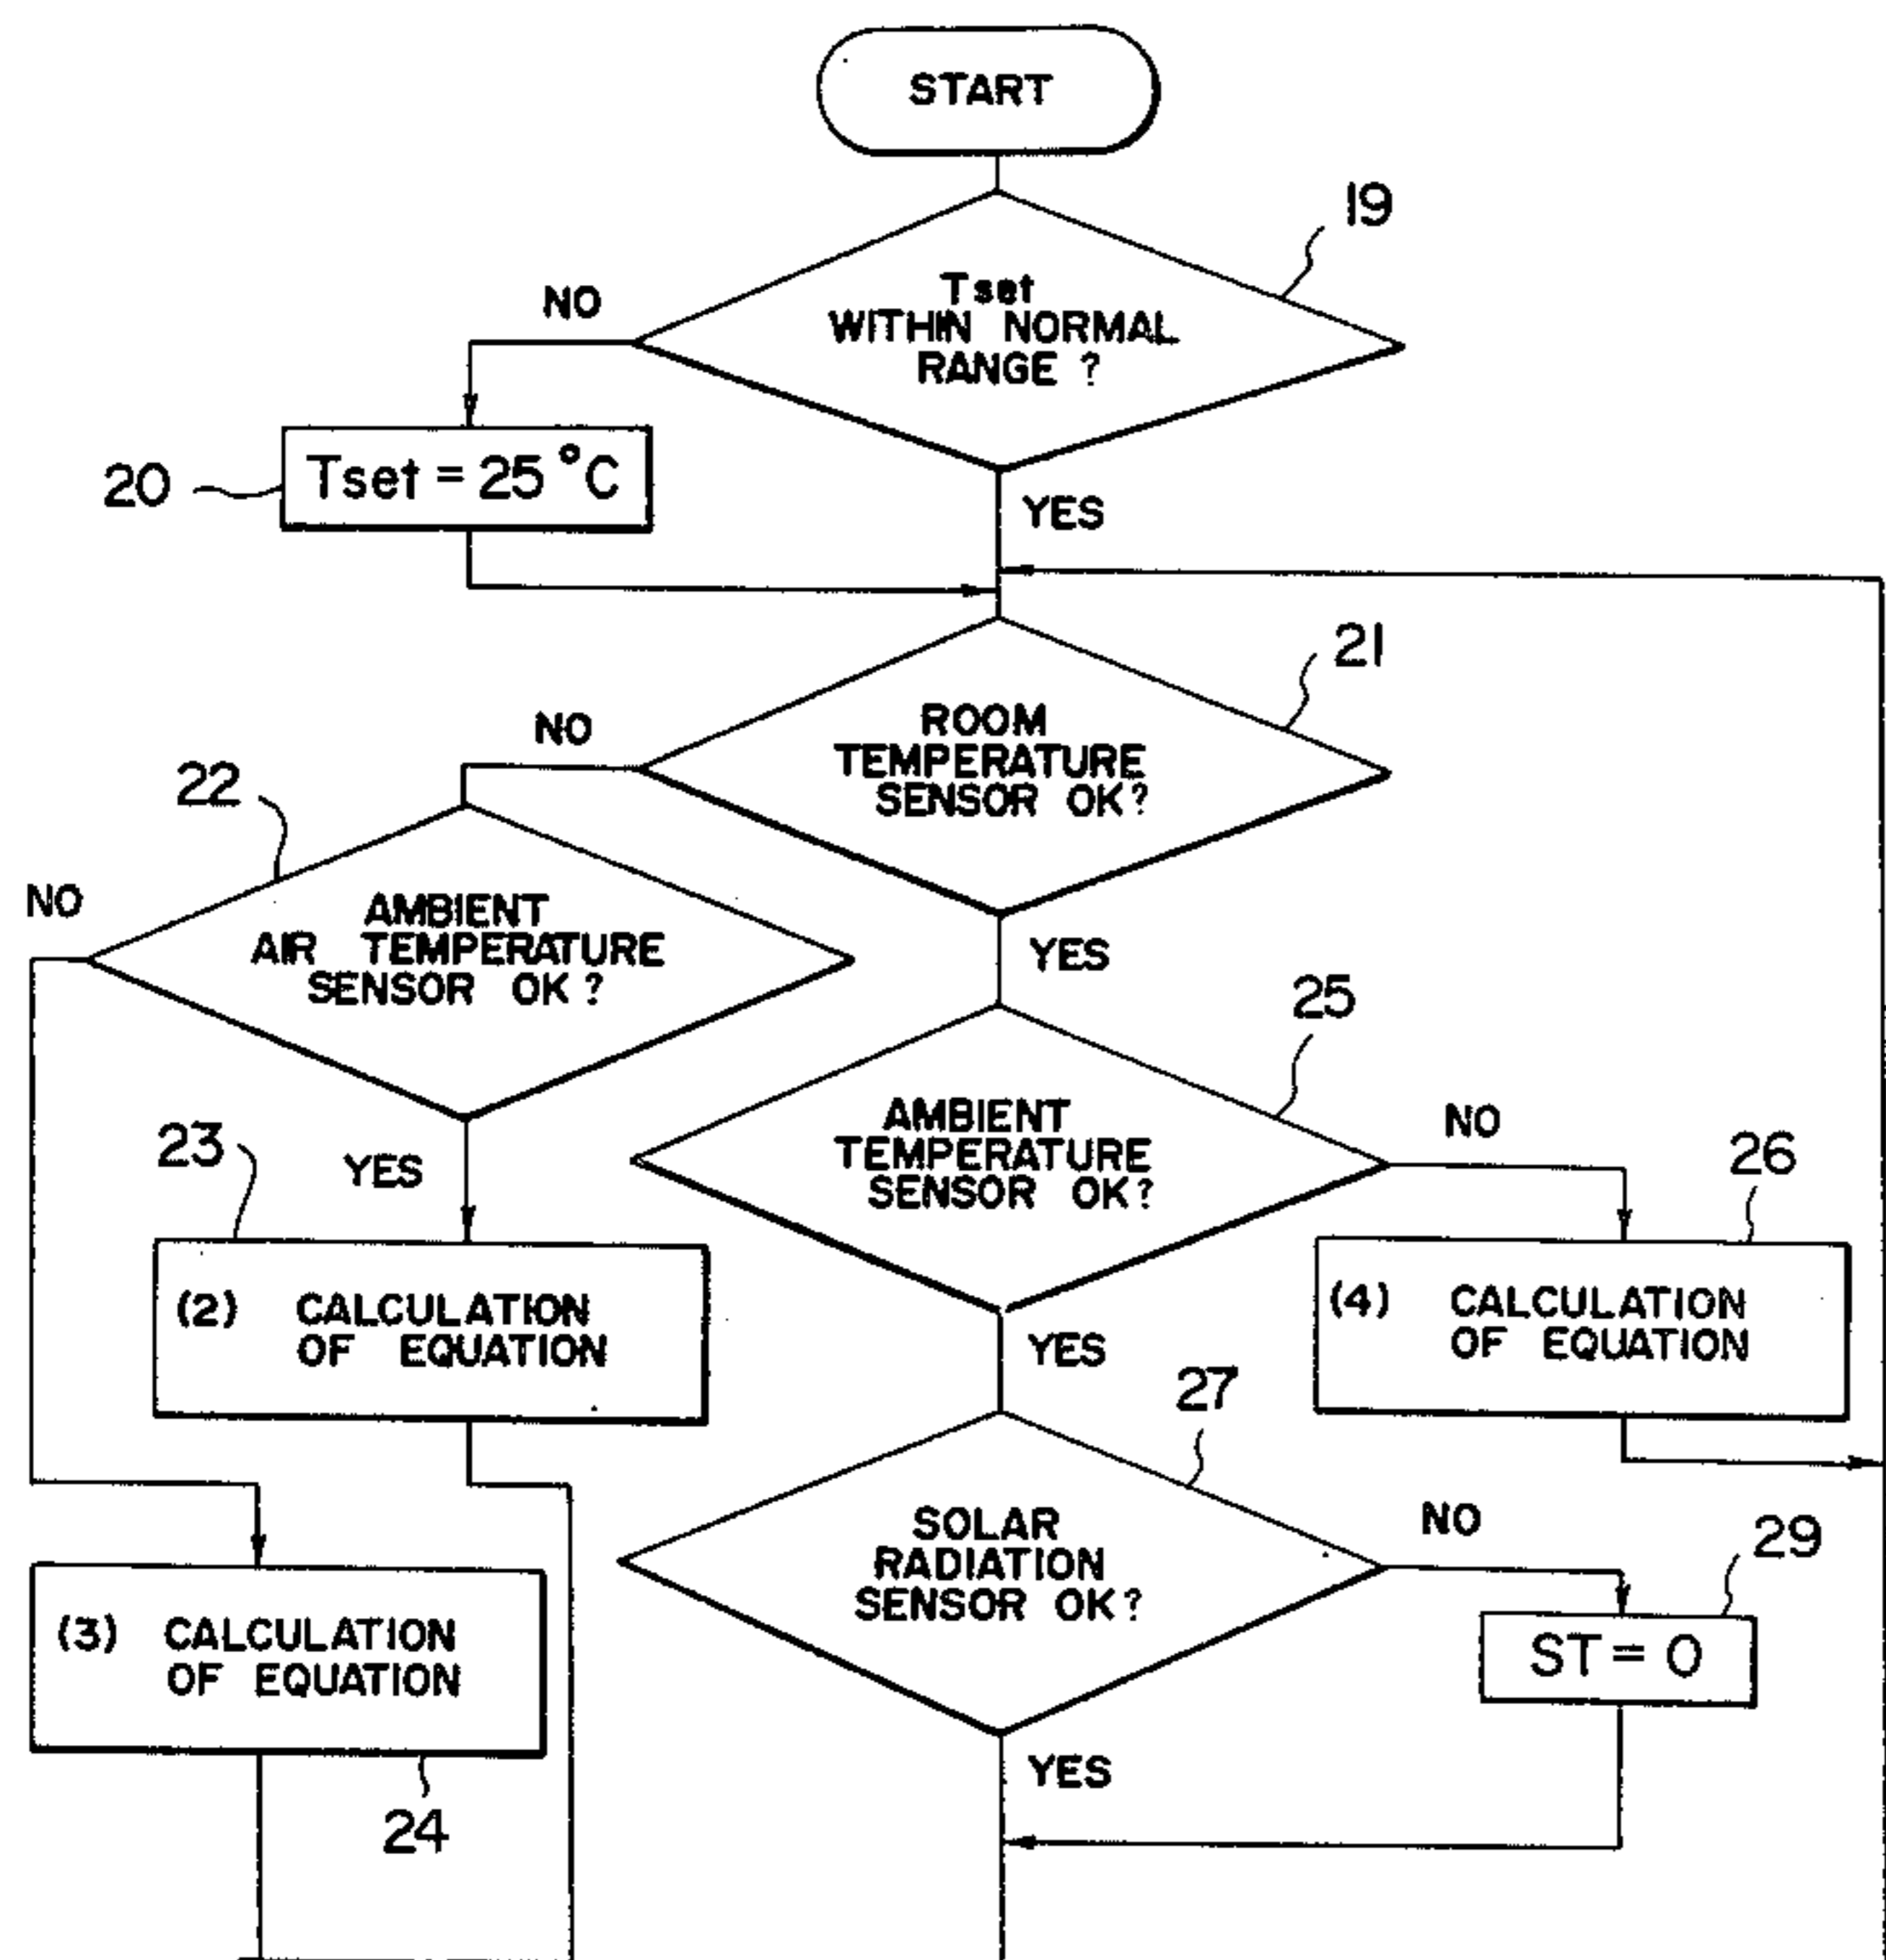 START
19
NO
Tset
WITHIN NORMAL
RANGE ?
20
Tset = 25 °C
YES
21
NO
ROOM
TEMPERATURE
SENSOR OK?
22
NO
AMBIENT
AIR TEMPERATURE
SENSOR OK?
YES
25
AMBIENT
TEMPERATURE
SENSOR OK?
NO
23
YES
26
(2) CALCULATION
OF EQUATION
(4) CALCULATION
OF EQUATION
YES
27
SOLAR
RADIATION
SENSOR OK?
NO
29
ST = 0
(3) CALCULATION
OF EQUATION
24
YES